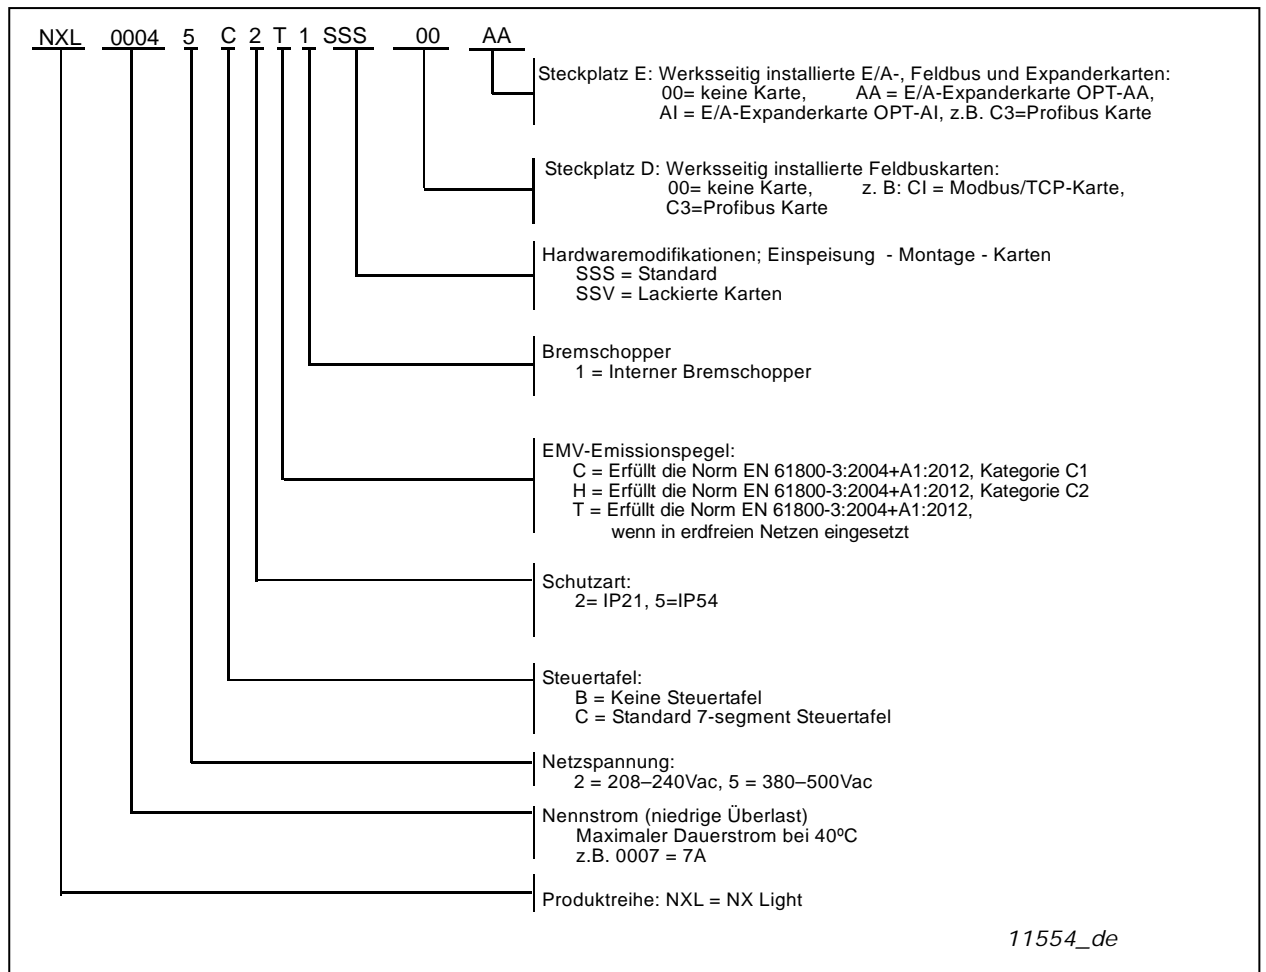 NXL 0004 5 C 2 T 1 SSS 00 AA
Steckplatz E: Werksseitig installierte E/A-, Feldbus und Expanderkarten:
00= keine Karte, AA = E/A-Expanderkarte OPT-AA,
AI = E/A-Expanderkarte OPT-AI, z.B. C3=Profibus Karte
Steckplatz D: Werksseitig installierte Feldbuskarten:
00= keine Karte, z. B: CI = Modbus/TCP-Karte,
C3=Profibus Karte
Hardwaremodifikationen; Einspeisung - Montage - Karten
SSS = Standard
SSV = Lackierte Karten
Bremschopper
1 = Interner Bremschopper
EMV-Emissionspegel:
C = Erfüllt die Norm EN 61800-3:2004+A1:2012, Kategorie C1
H = Erfüllt die Norm EN 61800-3:2004+A1:2012, Kategorie C2
T = Erfüllt die Norm EN 61800-3:2004+A1:2012,
wenn in erdfreien Netzen eingesetzt
Schutzart:
2= IP21, 5=IP54
Steuertafel:
B = Keine Steuertafel
C = Standard 7-segment Steuertafel
Netzspannung:
2 = 208–240Vac, 5 = 380–500Vac
Nennstrom (niedrige Überlast)
Maximaler Dauerstrom bei 40ºC
z.B. 0007 = 7A
Produktreihe: NXL = NX Light
11554_de